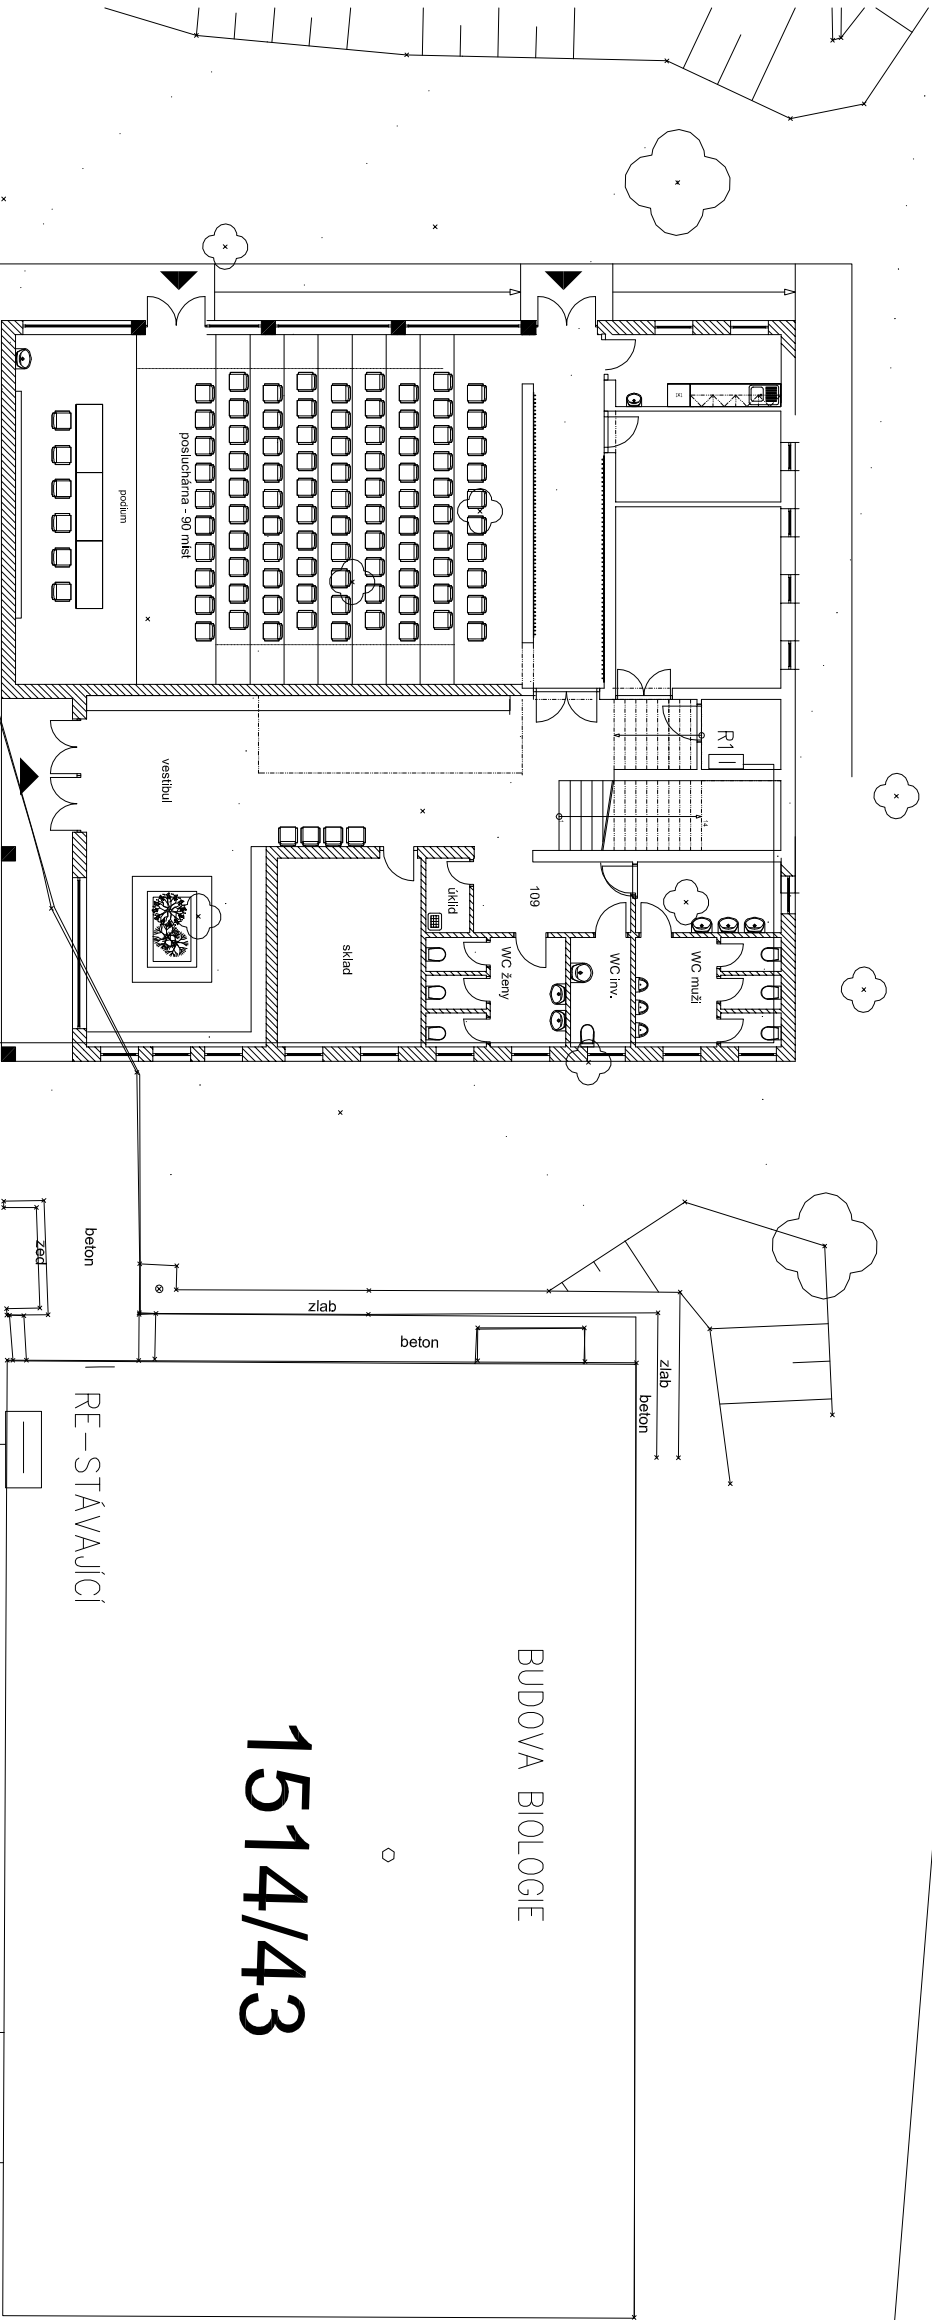 posluchárna - 90 míst
podium
R1
vestibul
109
úklid
sklad
WC ženy
WC inv.
WC muži
zed
beton
zlab
beton
zlab
beton
RE-STÁVAJÍCÍ
BUDOVA BIOLOGIE
1514/43